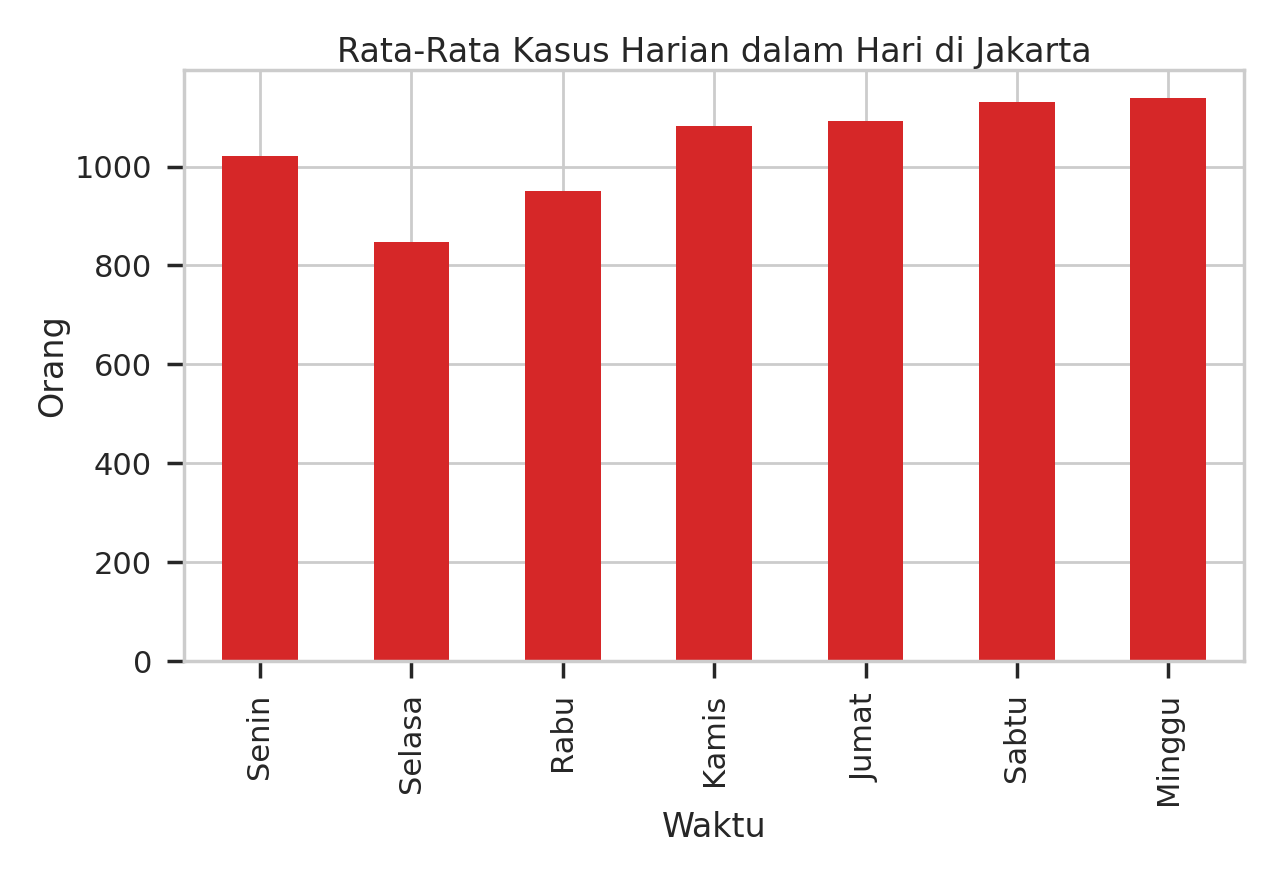 Rata-Rata Kasus Harian dalam Hari di Jakarta
1000
800
600
400
200
0
Orang
Senin
Selasa
Rabu
Kamis
Jumat
Sabtu
Minggu
Waktu